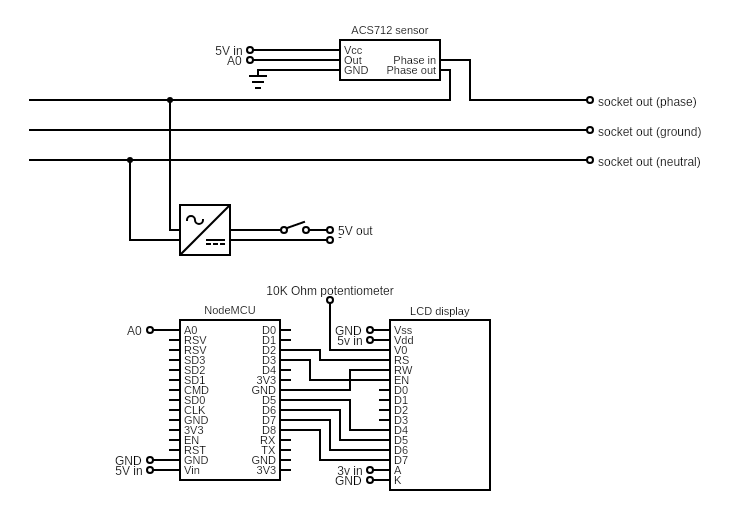 ACS712 sensor
5V in
A0
Vcc
Out
GND
Phase in
Phase out
socket out (phase)
socket out (ground)
socket out (neutral)
5V out
-
10K Ohm potentiometer
NodeMCU
LCD display
A0
A0
RSV
RSV
SD3
SD2
SD1
CMD
SD0
CLK
GND
3V3
EN
RST
GND
Vin
GND
5V in
D0
D1
D2
D3
D4
3V3
GND
D5
D6
D7
D8
RX
TX
GND
3V3
GND
5v in
Vss
Vdd
V0
RS
RW
EN
D0
D1
D2
D3
D4
D5
D6
D7
A
K
3v in
GND